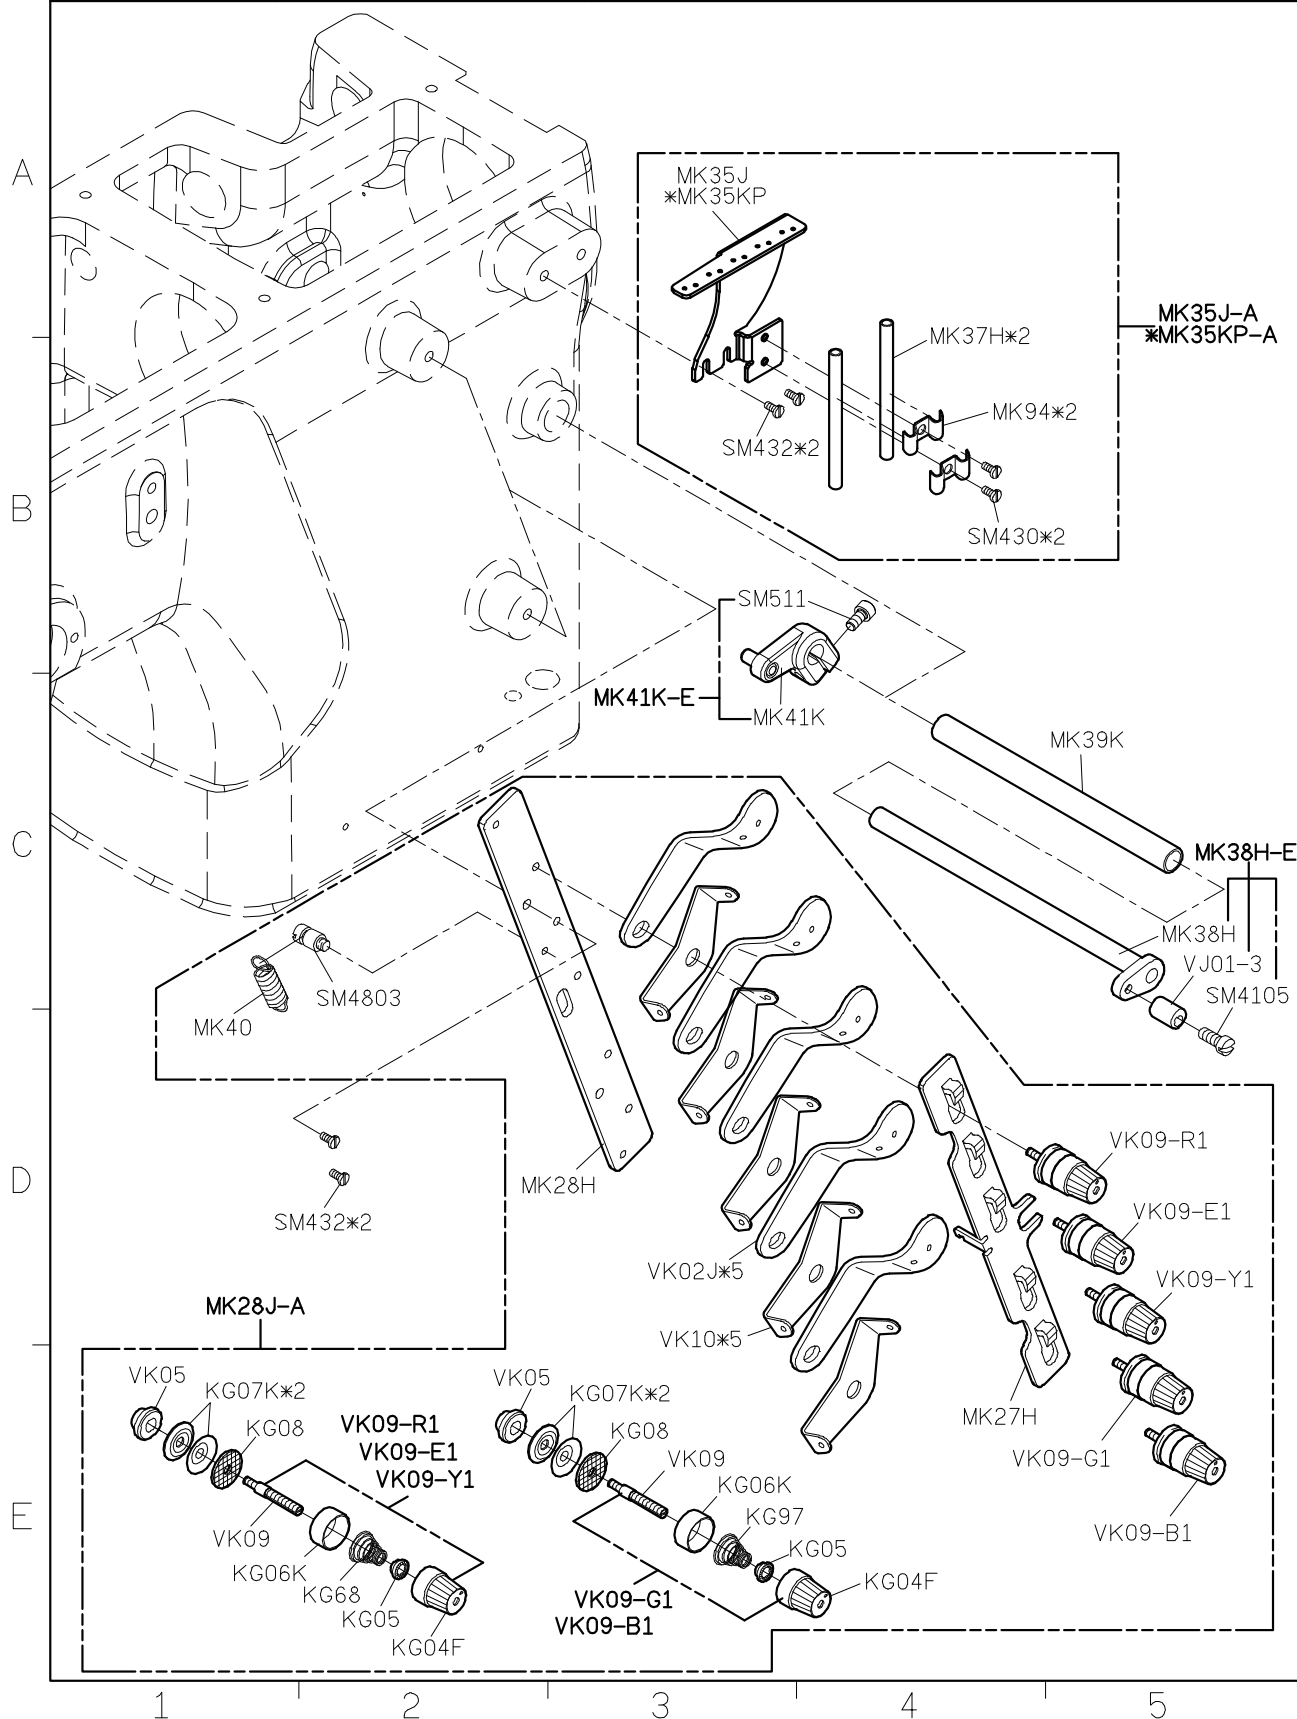 A
MK35J
*MK35KP
MK35J-A
*MK35KP-A
MK37H*2
MK94*2
SM432*2
B
SM430*2
SM511
MK41K-E
MK41K
MK39K
C
MK38H-E
MK38H
VJ01-3
SM4105
SM4803
MK40
VK09-R1
D
MK28H
VK09-E1
SM432*2
VK02J*5
VK09-Y1
MK28J-A
VK10*5
VK05
KG07K*2
KG08
VK09-R1
VK09-E1
VK09-Y1
VK05
KG07K*2
KG08
VK09
MK27H
VK09-G1
KG06K
KG97
E
VK09
KG06K
KG68
KG05
KG04F
KG05
KG04F
VK09-B1
VK09-G1
VK09-B1
1
2
3
4
5